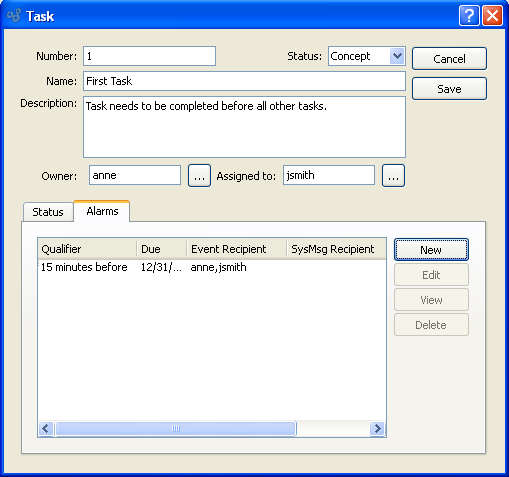 Task
Number: 1 Status: Concept Cancel
Name: First Task Save
Description: Task needs to be completed before all other tasks.
Owner: anne ... Assigned to: jsmith ...
Status Alarms
Qualifier Due Event Recipient SysMsg Recipient New
15 minutes before 12/31/... anne,jsmith
Edit
View
Delete